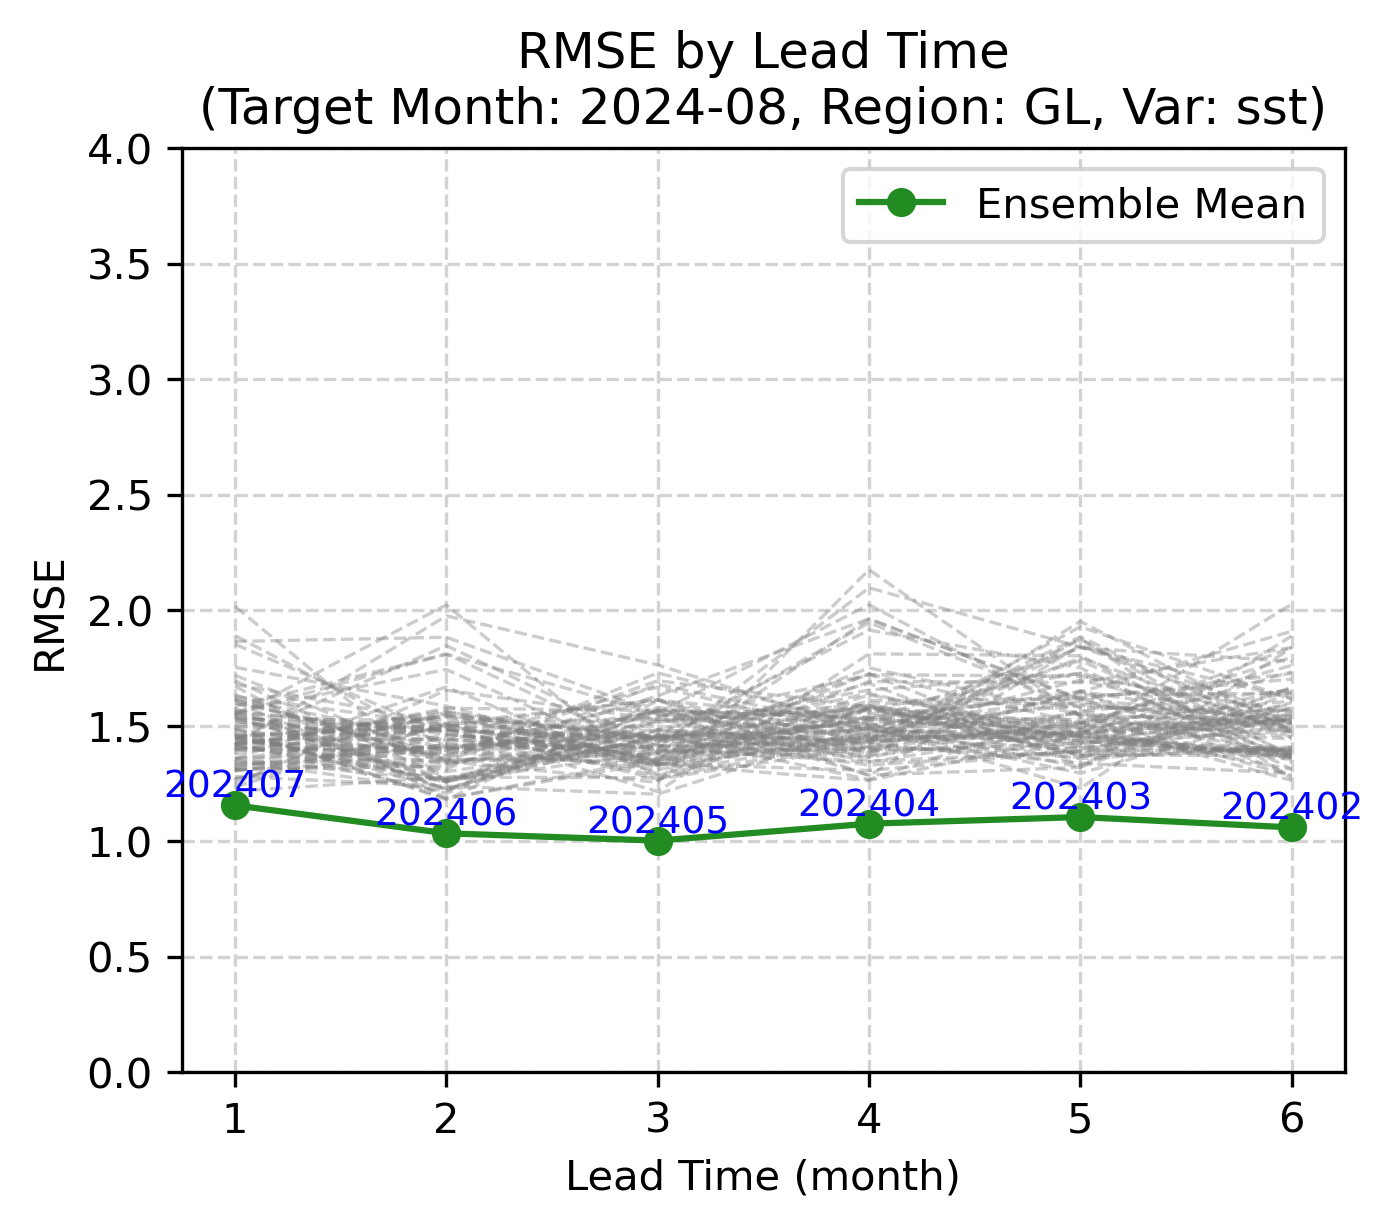 RMSE by Lead Time
(Target Month: 2024-08, Region: GL, Var: sst)
Ensemble Mean
RMSE
4.0
3.5
3.0
2.5
2.0
1.5
1.0
0.5
0.0
202407
202406
202405
202404
202403
202402
1 2 3 4 5 6
Lead Time (month)